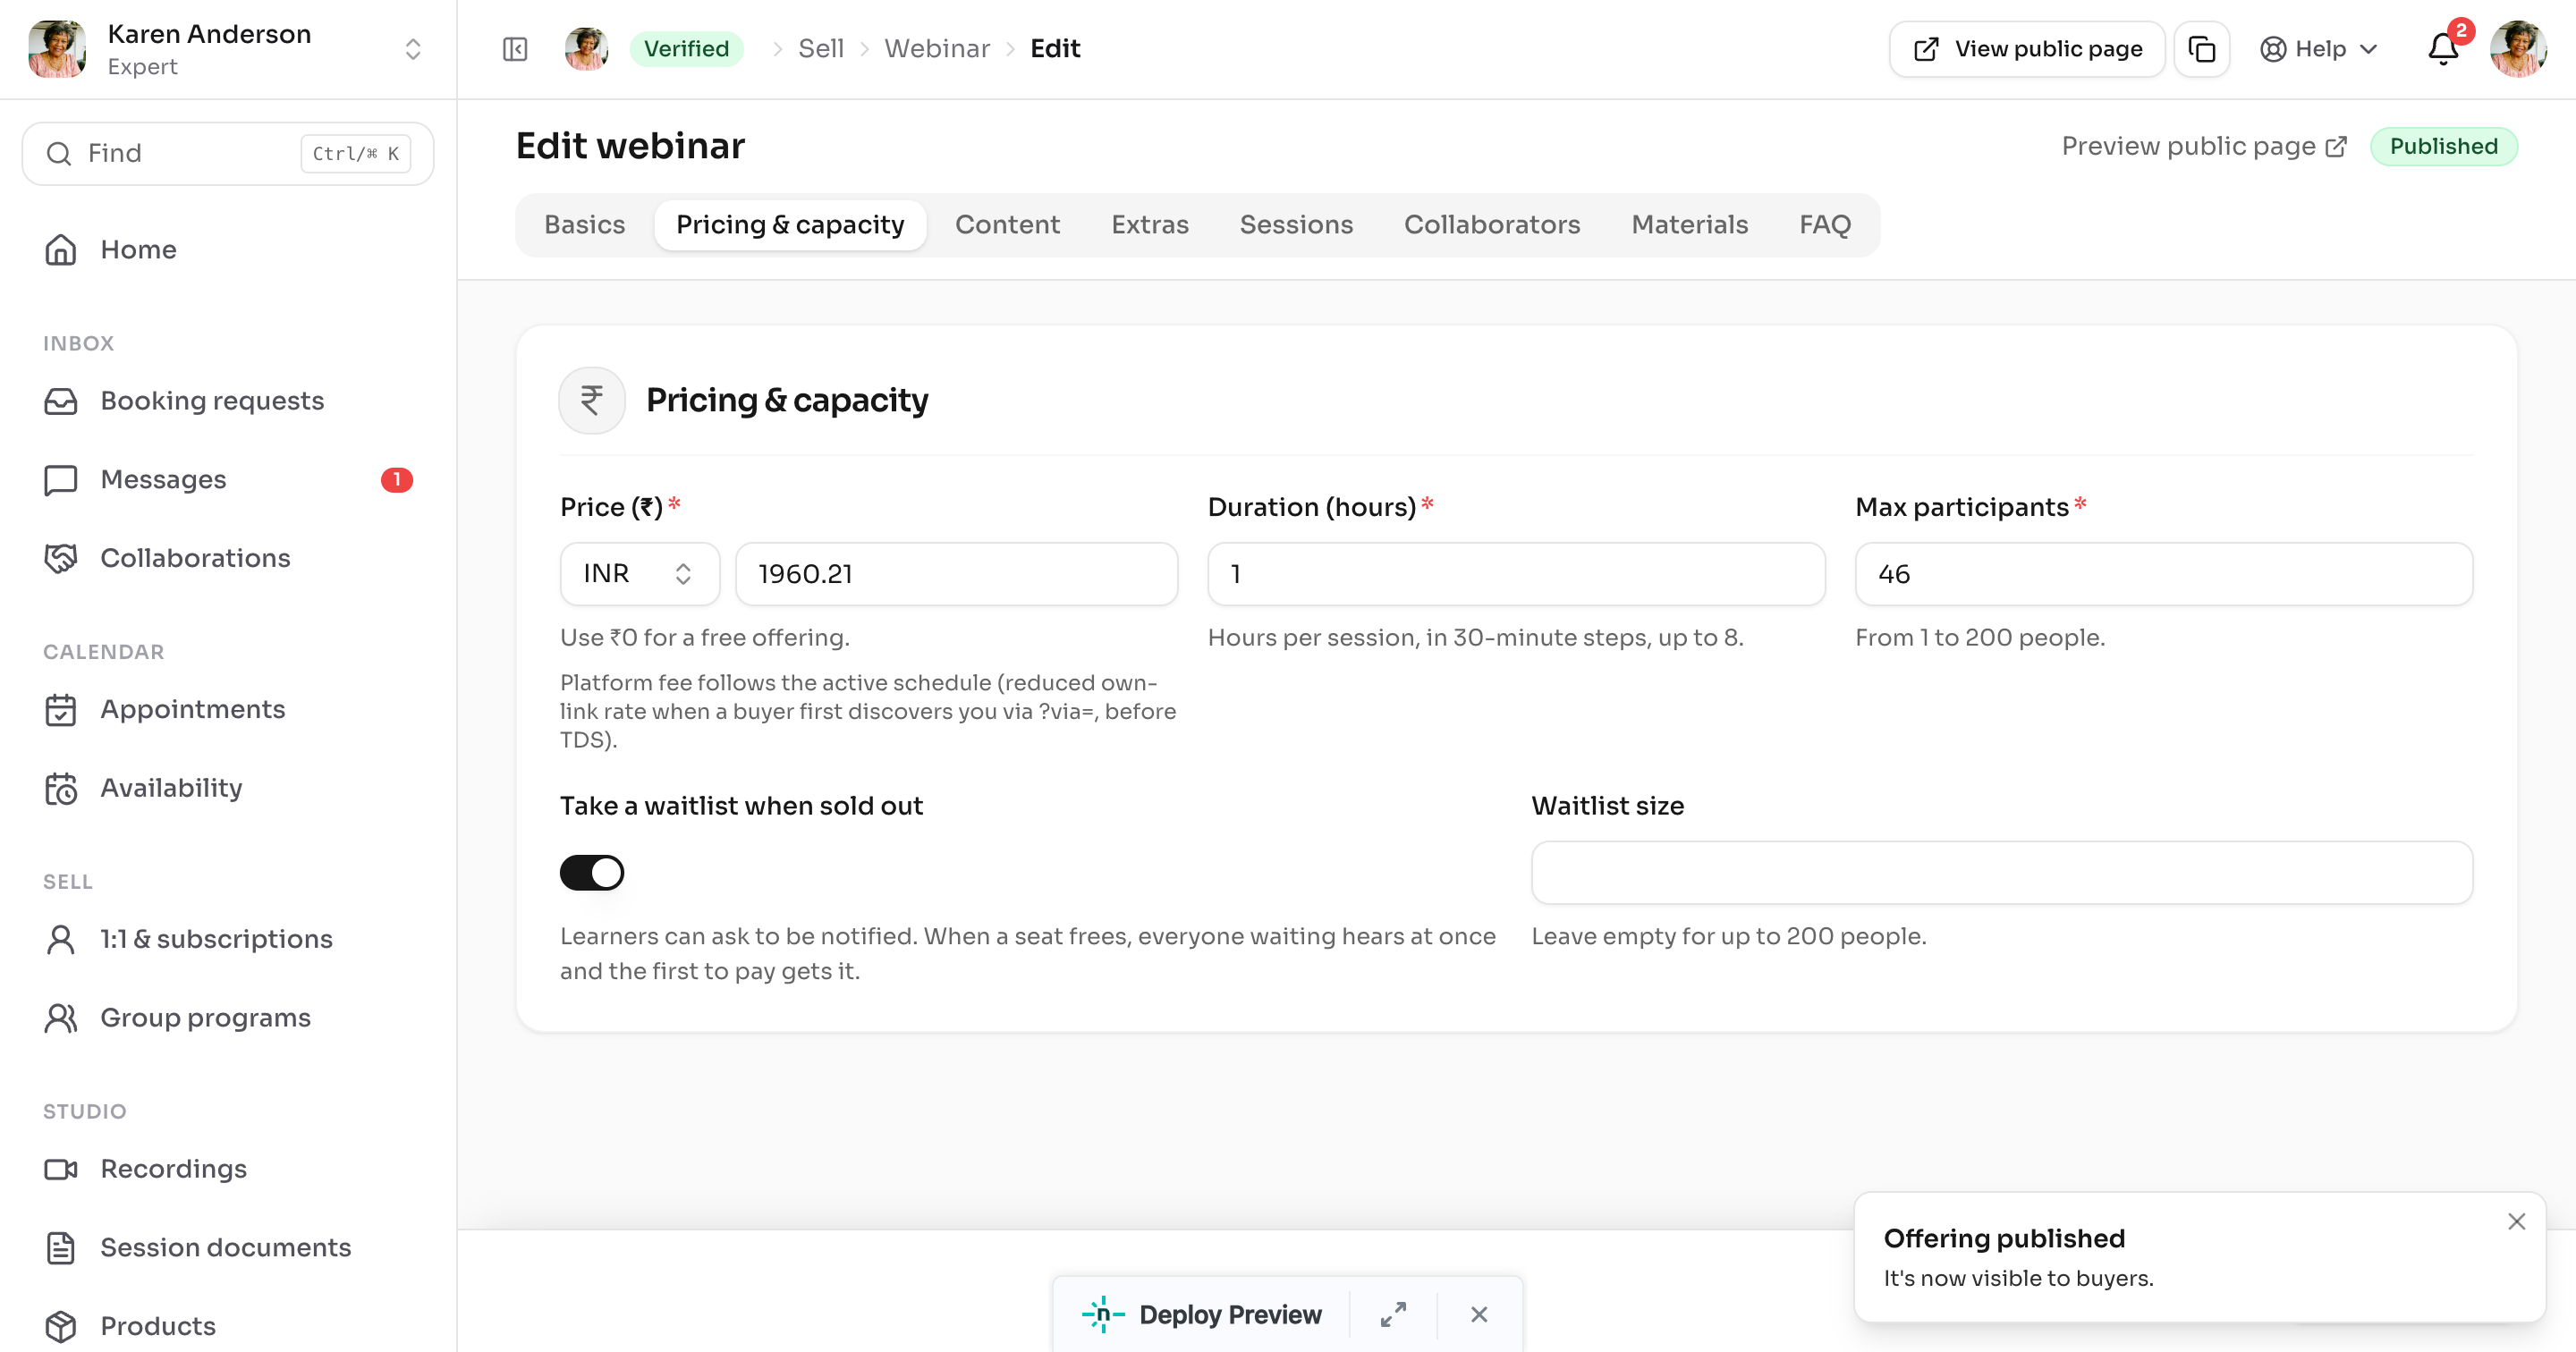 Karen Anderson
Expert
Verified
Sell
Webinar
Edit
View public page
Help
2
Find
Ctrl/⌘ K
Home
INBOX
Booking requests
Messages
1
Collaborations
CALENDAR
Appointments
Availability
SELL
1:1 & subscriptions
Group programs
STUDIO
Recordings
Session documents
Products
Edit webinar
Preview public page
Published
Basics
Pricing & capacity
Content
Extras
Sessions
Collaborators
Materials
FAQ
₹
Pricing & capacity
Price (₹) *
INR
1960.21
Use ₹0 for a free offering.
Platform fee follows the active schedule (reduced own-
link rate when a buyer first discovers you via ?via=, before
TDS).
Duration (hours) *
1
Hours per session, in 30-minute steps, up to 8.
Max participants *
46
From 1 to 200 people.
Take a waitlist when sold out
Learners can ask to be notified. When a seat frees, everyone waiting hears at once
and the first to pay gets it.
Waitlist size
Leave empty for up to 200 people.
Offering published
It's now visible to buyers.
n
Deploy Preview